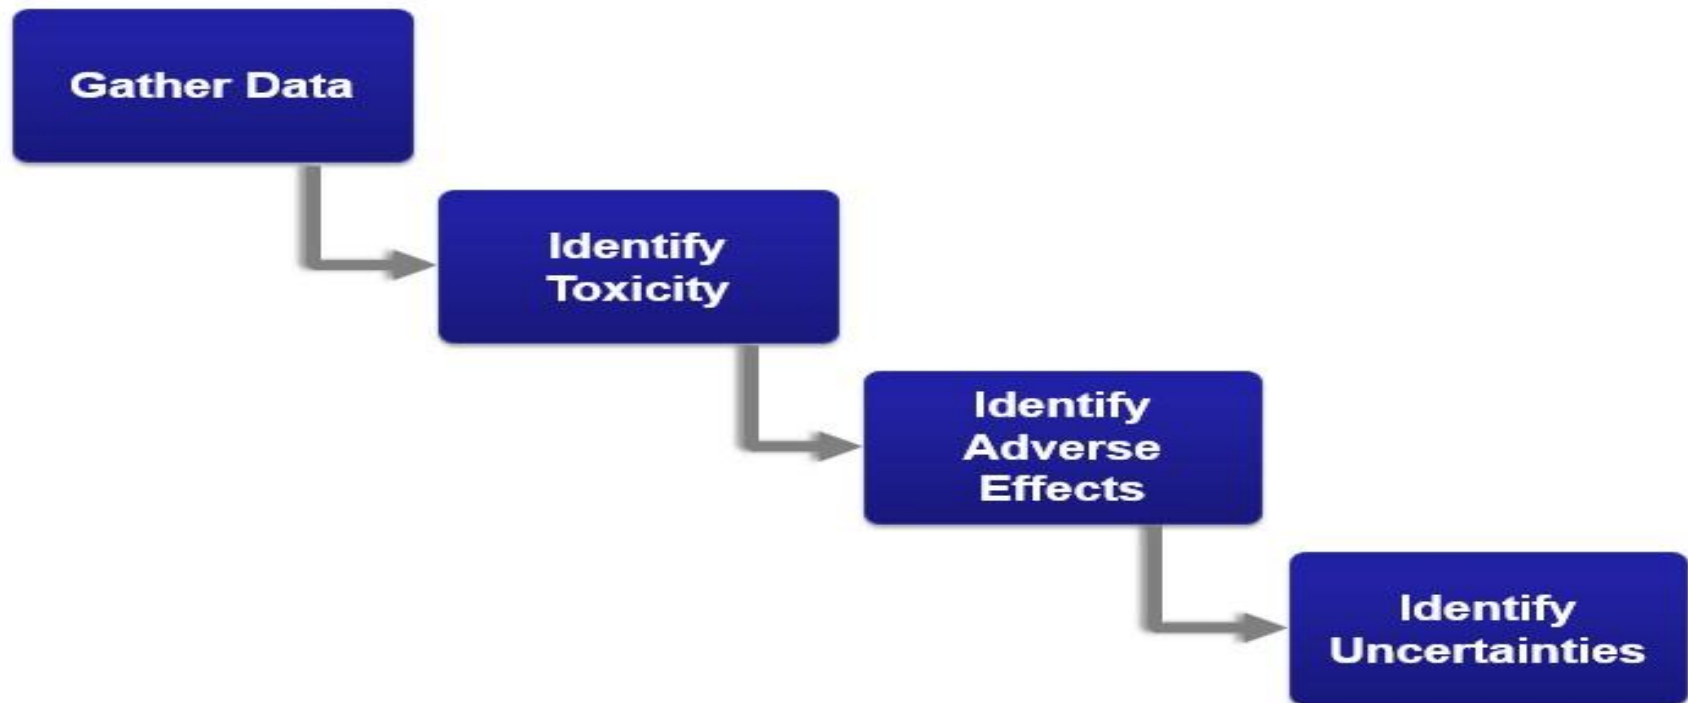 Gather Data
Identify
Toxicity
Identify
Adverse
Effects
Identify
Uncertainties